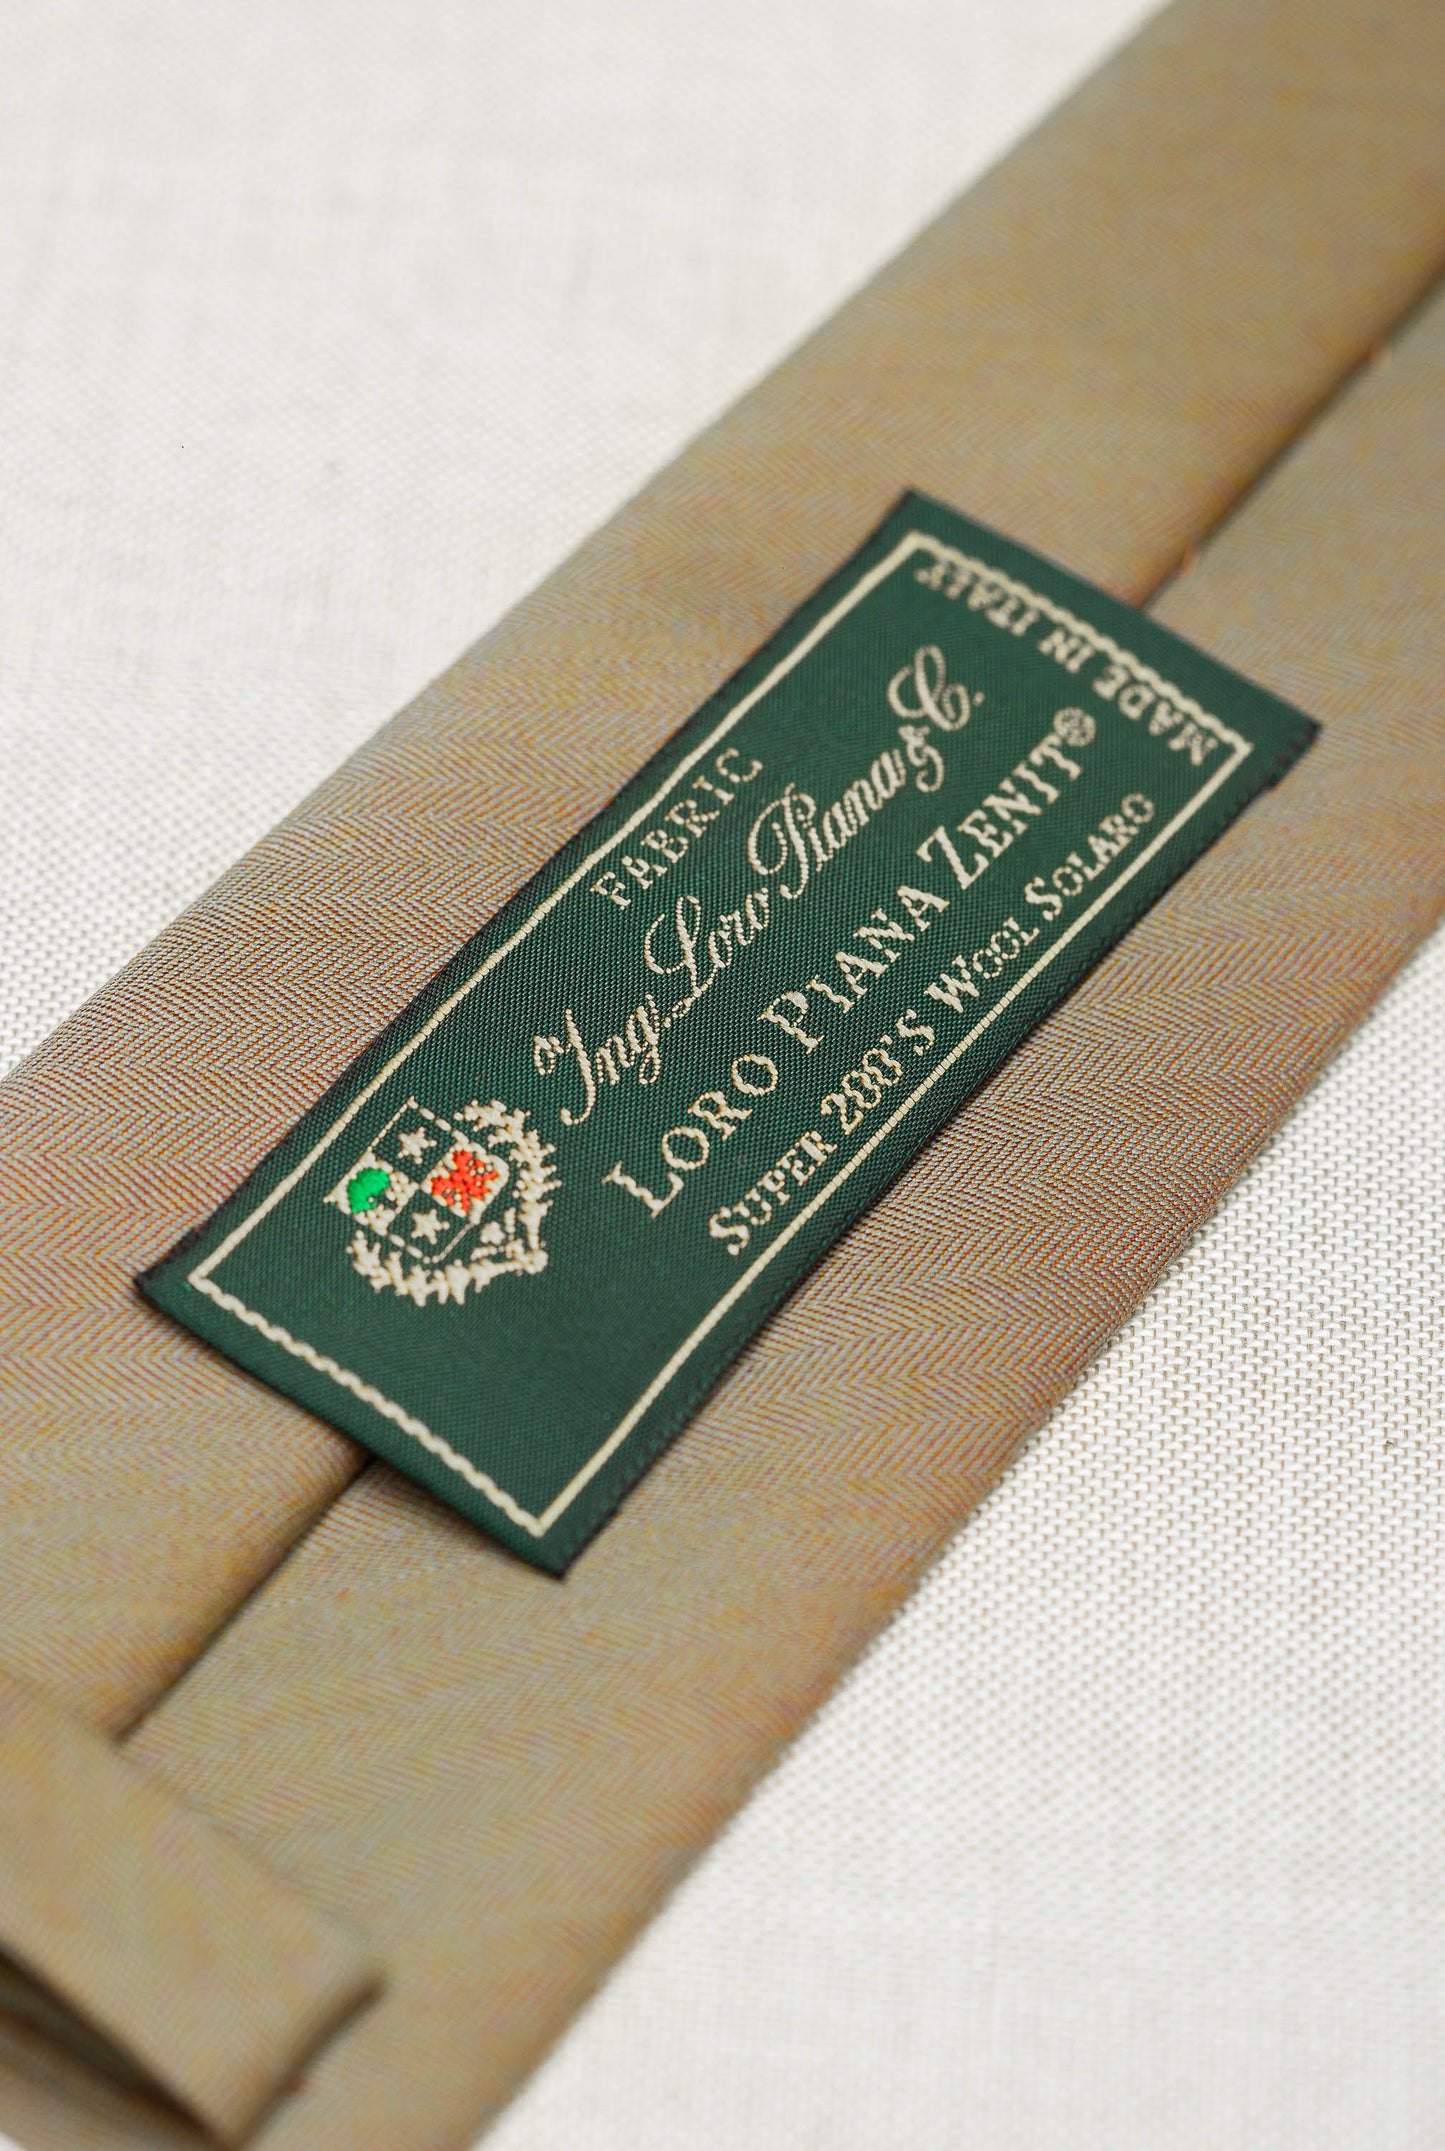 FABRIC
"Ing. Loro Piana & C.
LORO PIANA ZENIT®
SUPER 200'S WOOL SOLARO
MADE IN ITALY